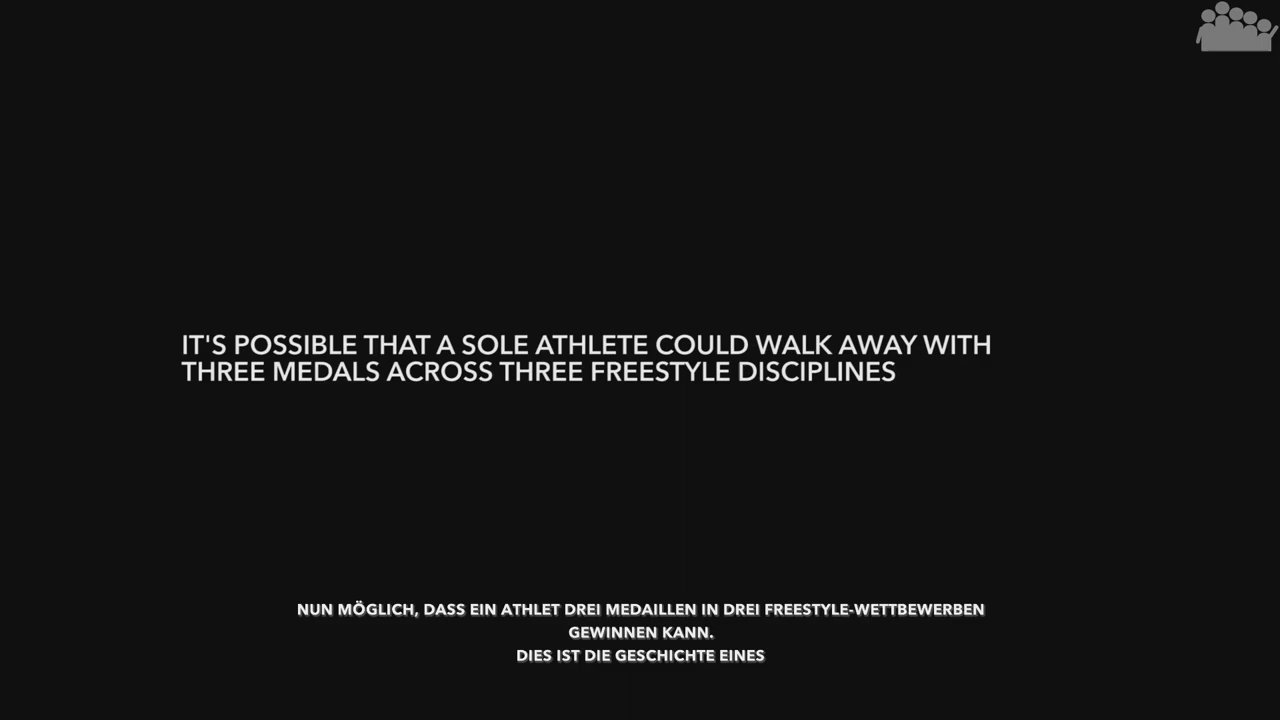 IT'S POSSIBLE THAT A SOLE ATHLETE COULD WALK AWAY WITH
THREE MEDALS ACROSS THREE FREESTYLE DISCIPLINES
NUN MÖGLICH, DASS EIN ATHLET DREI MEDAILLEN IN DREI FREESTYLE-WETTBEWERBEN
GEWINNEN KANN.
DIES IST DIE GESCHICHTE EINES